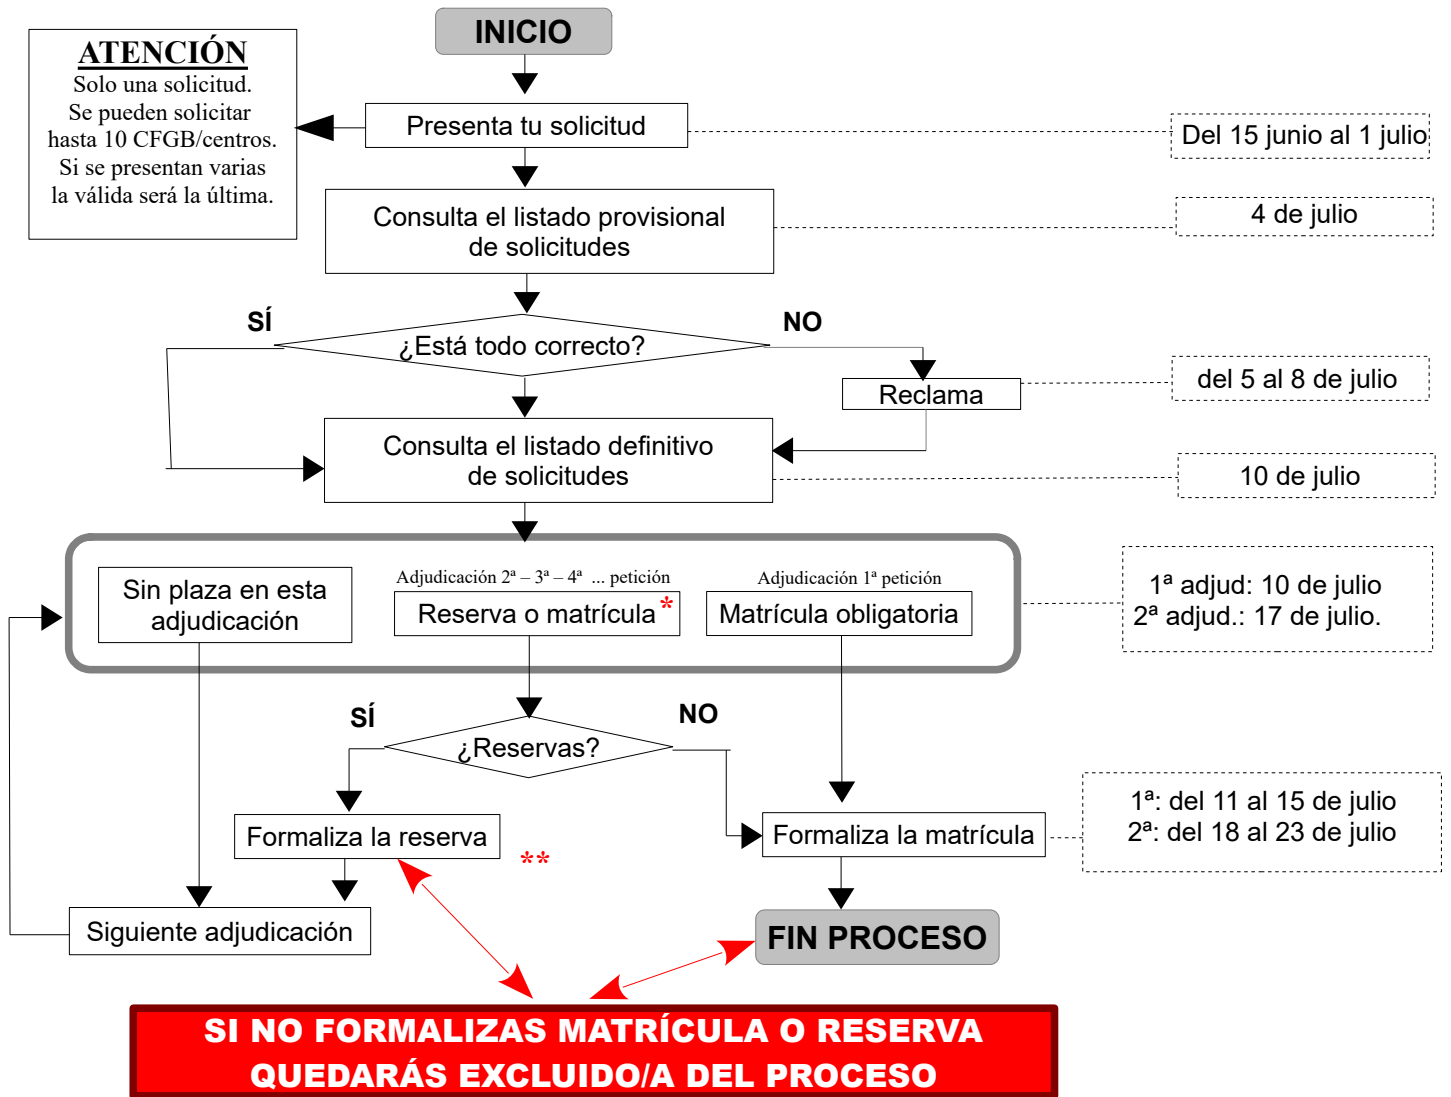 INICIO
ATENCIÓN
Solo una solicitud.
Se pueden solicitar
hasta 10 CFGB/centros.
Si se presentan varias
la válida será la última.
Presenta tu solicitud
Del 15 junio al 1 julio
Consulta el listado provisional
de solicitudes
4 de julio
SÍ
NO
¿Está todo correcto?
Reclama
del 5 al 8 de julio
Consulta el listado definitivo
de solicitudes
10 de julio
Sin plaza en esta
adjudicación
Adjudicación 2ª – 3ª – 4ª ... petición
Reserva o matrícula *
Adjudicación 1ª petición
Matrícula obligatoria
1ª adjud: 10 de julio
2ª adjud.: 17 de julio.
SÍ
NO
¿Reservas?
Formaliza la reserva
**
Formaliza la matrícula
1ª: del 11 al 15 de julio
2ª: del 18 al 23 de julio
Siguiente adjudicación
FIN PROCESO
SI NO FORMALIZAS MATRÍCULA O RESERVA
QUEDARÁS EXCLUIDO/A DEL PROCESO